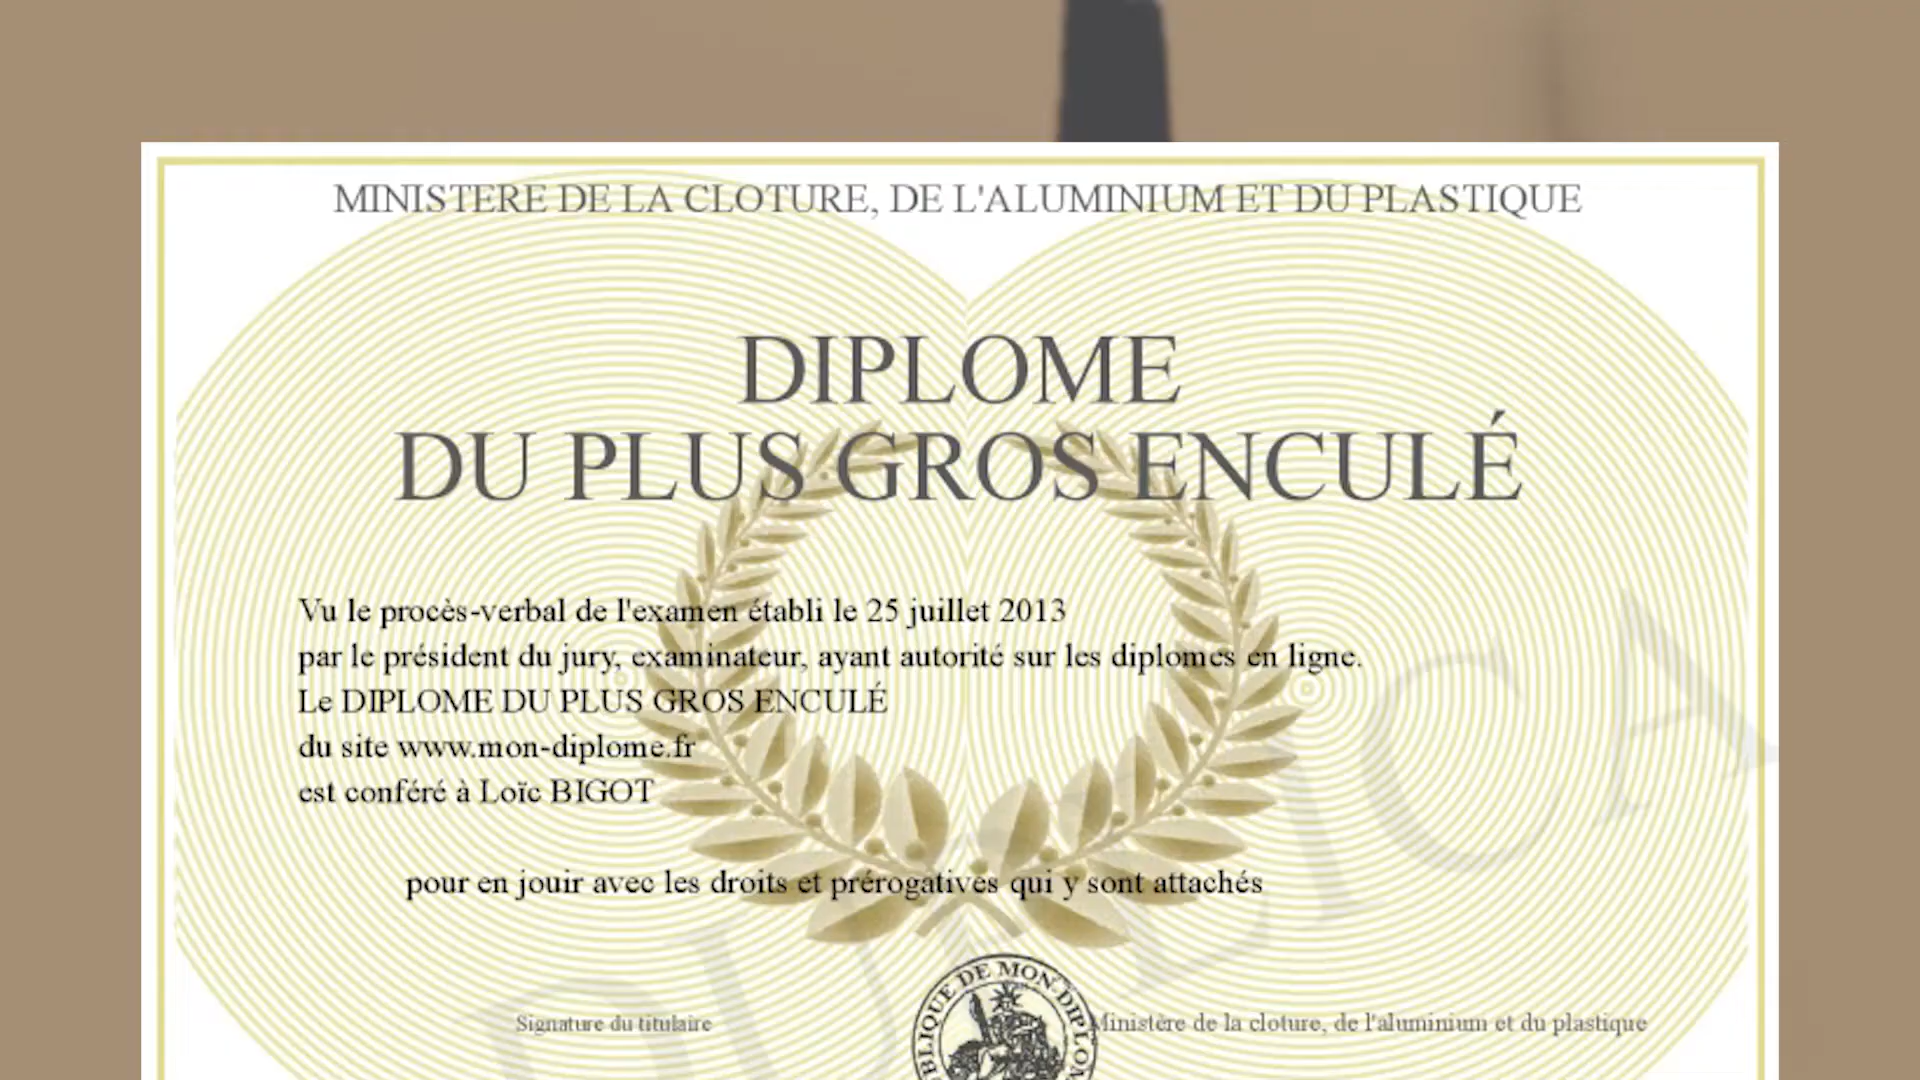 MINISTERE DE LA CLOTURE, DE L'ALUMINIUM ET DU PLASTIQUE
DIPLOME
DU PLUS GROS ENCULÉ
Vu le procès-verbal de l'examen établi le 25 juillet 2013
par le président du jury, examinateur, ayant autorité sur les diplomes en ligne.
Le DIPLOME DU PLUS GROS ENCULÉ
du site www.mon-diplome.fr
est conféré à Loïc BIGOT
pour en jouir avec les droits et prérogatives qui y sont attachés
DE MON
Signature du titulaire
Ministère de la cloture, de l'aluminium et du plastique